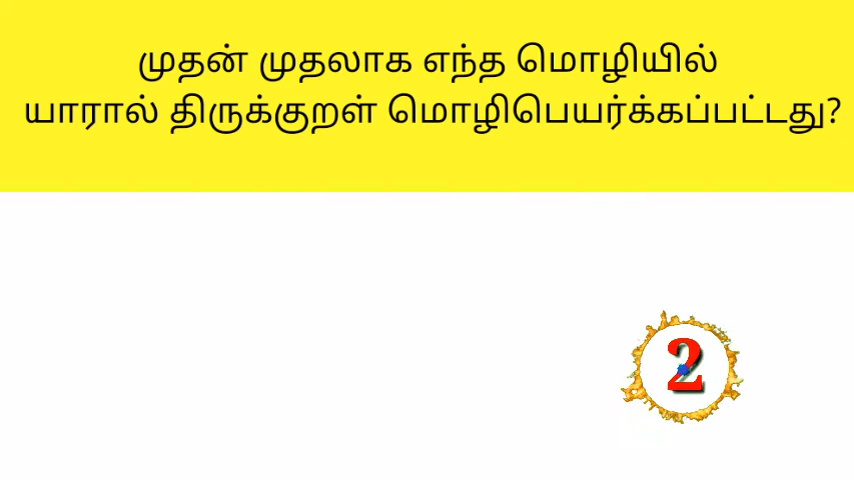 முதன் முதலாக எந்த மொழியில்
யாரால் திருக்குறள் மொழிபெயர்க்கப்பட்டது?
2